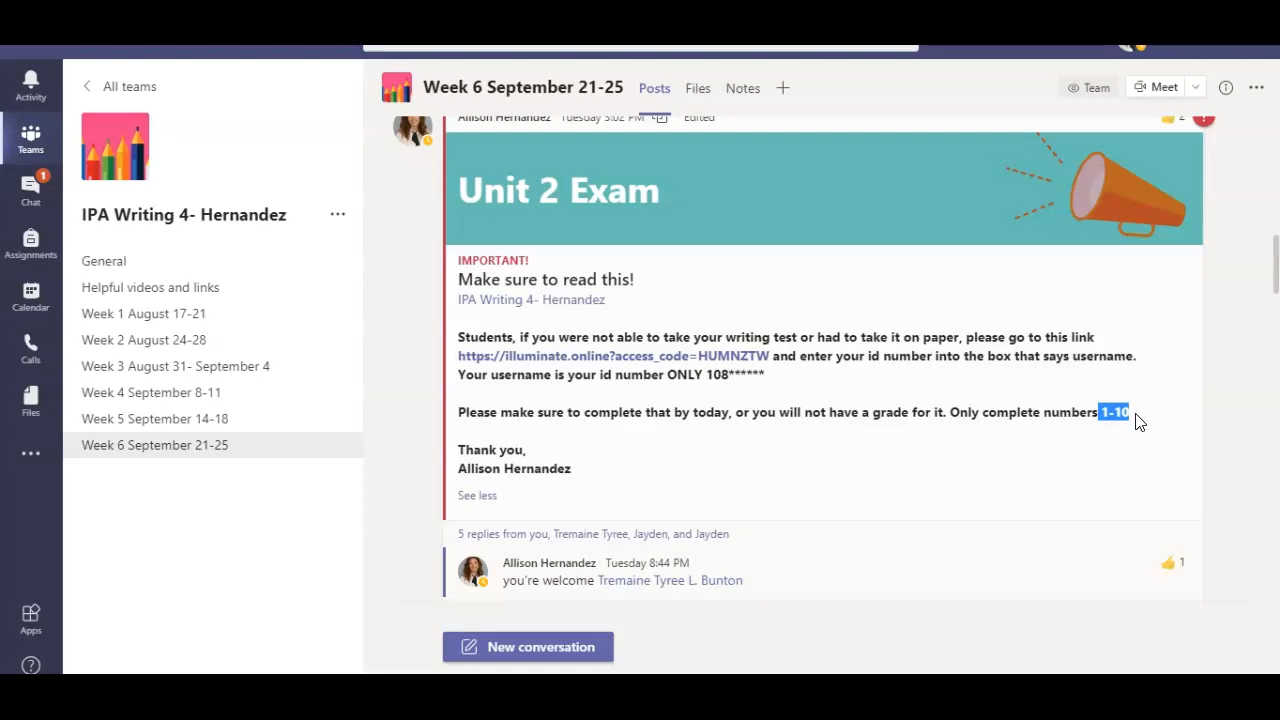 Activity
Teams
1
Chat
Assignments
Calendar
Calls
Files
Apps
All teams
IPA Writing 4- Hernandez
General
Helpful videos and links
Week 1 August 17-21
Week 2 August 24-28
Week 3 August 31- September 4
Week 4 September 8-11
Week 5 September 14-18
Week 6 September 21-25
Week 6 September 21-25 Posts Files Notes
Team Meet
Allison Hernandez Tuesday 3:02 PM Edited 2
Unit 2 Exam
IMPORTANT!
Make sure to read this!
IPA Writing 4- Hernandez
Students, if you were not able to take your writing test or had to take it on paper, please go to this link
https://illuminate.online?access_code=HUMNZTW and enter your id number into the box that says username.
Your username is your id number ONLY 108******
Please make sure to complete that by today, or you will not have a grade for it. Only complete numbers 1-10
Thank you,
Allison Hernandez
See less
5 replies from you, Tremaine Tyree, Jayden, and Jayden
Allison Hernandez Tuesday 8:44 PM 1
you're welcome Tremaine Tyree L. Bunton
New conversation